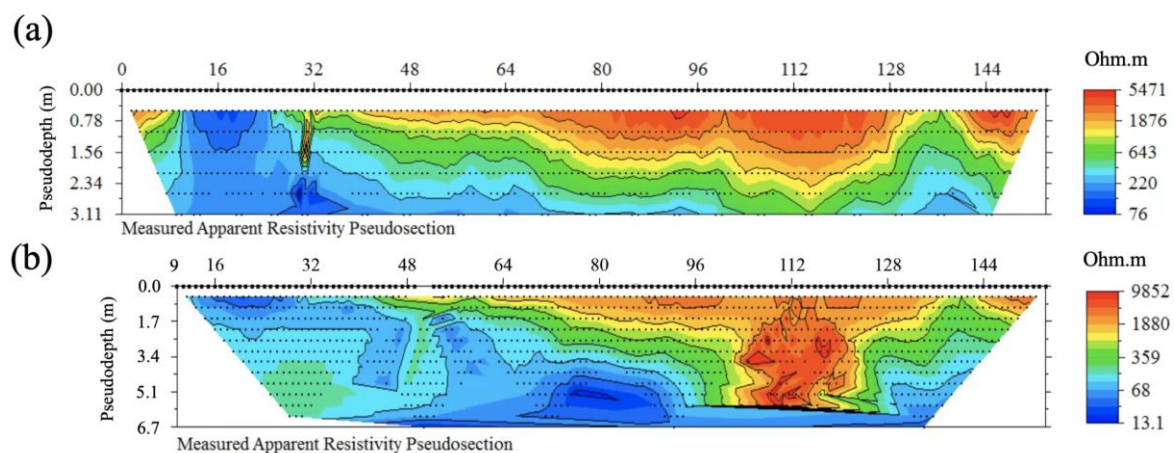 (a)
Ohm.m
0 16 32 48 64 80 96 112 128 144
Pseudodepth (m)
0.00
0.78
1.56
2.34
3.11
5471
1876
643
220
76
Measured Apparent Resistivity Pseudosection
(b)
Ohm.m
9 16 32 48 64 80 96 112 128 144
Pseudodepth (m)
0.0
1.7
3.4
5.1
6.7
9852
1880
359
68
13.1
Measured Apparent Resistivity Pseudosection